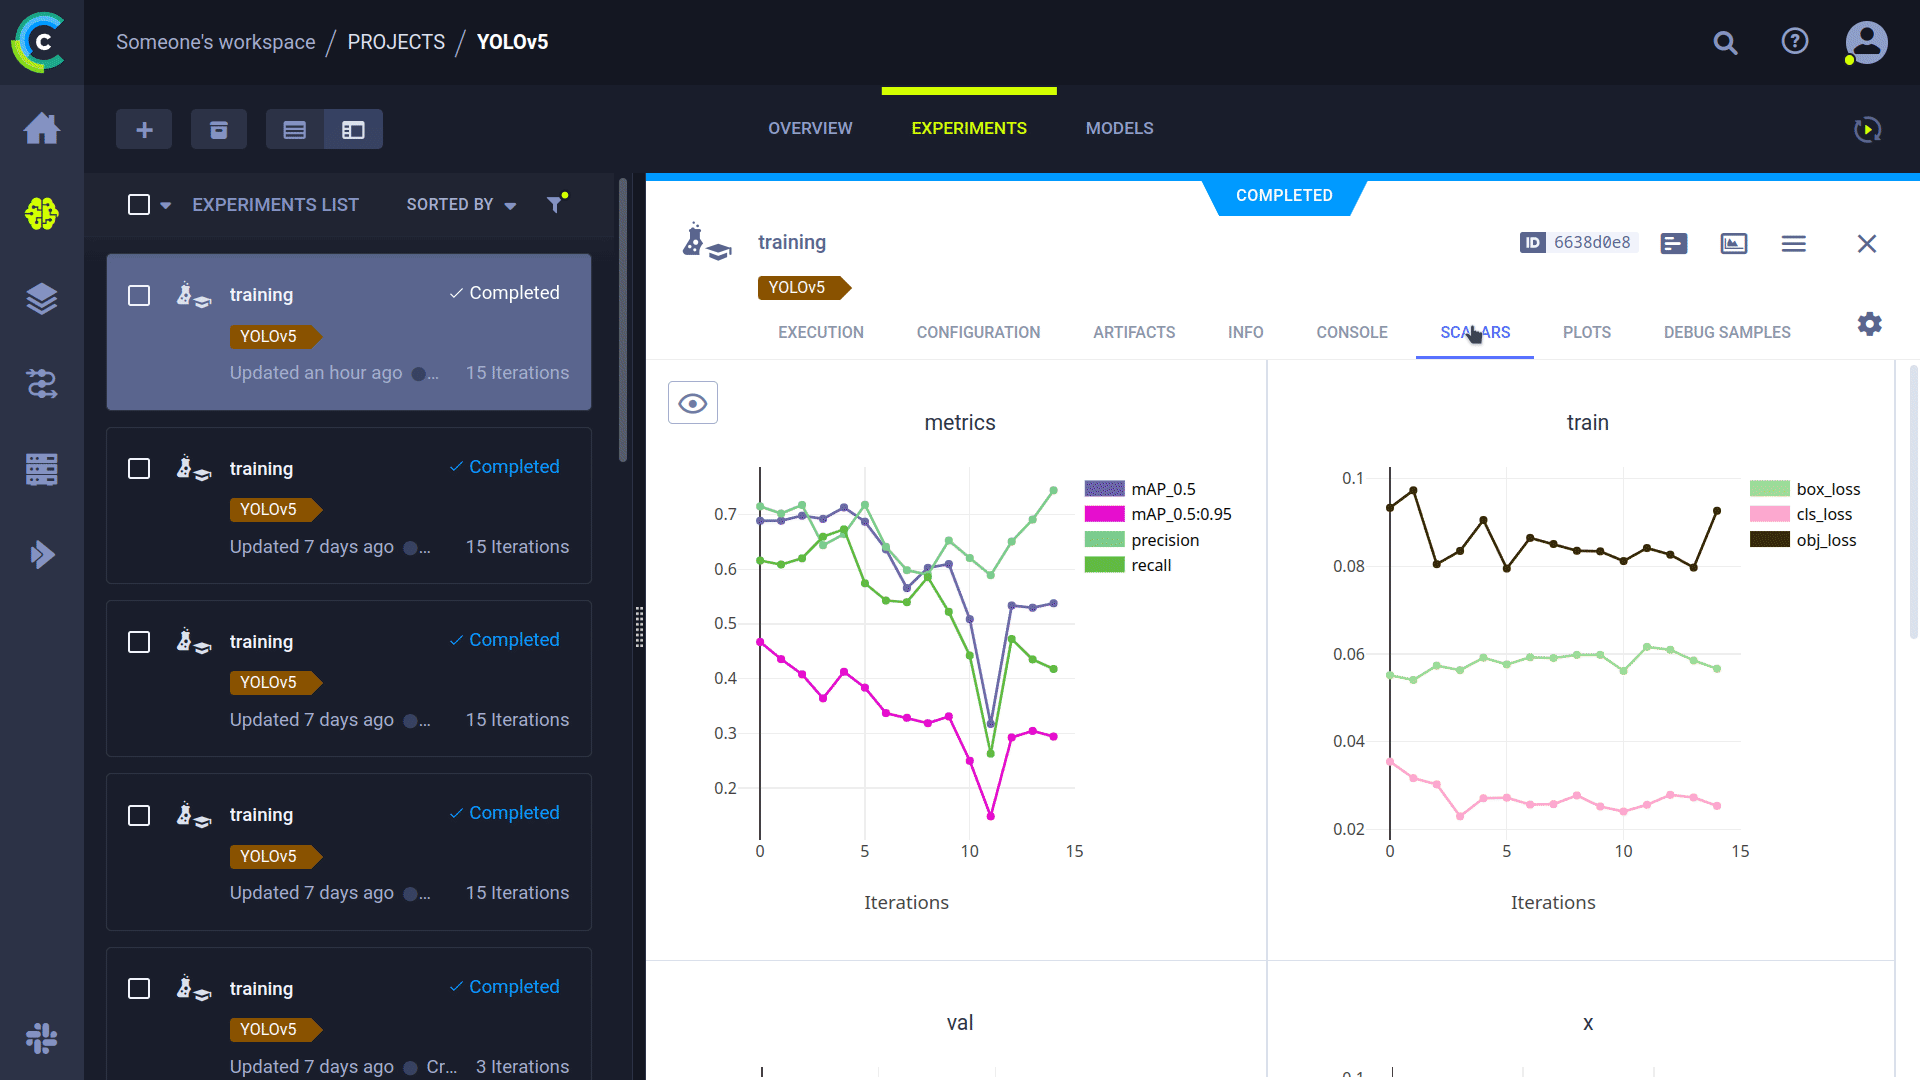 Someone's workspace / PROJECTS / YOLOv5
OVERVIEW EXPERIMENTS MODELS
EXPERIMENTS LIST SORTED BY
training Completed
YOLOv5
Updated an hour ago ... 15 Iterations
training Completed
YOLOv5
Updated 7 days ago ... 15 Iterations
training Completed
YOLOv5
Updated 7 days ago ... 15 Iterations
training Completed
YOLOv5
Updated 7 days ago ... 15 Iterations
training Completed
YOLOv5
Updated 7 days ago Cr... 3 Iterations
COMPLETED
training
ID 6638d0e8
YOLOv5
EXECUTION CONFIGURATION ARTIFACTS INFO CONSOLE SCALARS PLOTS DEBUG SAMPLES
metrics
0.7
0.6
0.5
0.4
0.3
0.2
0 5 10 15
Iterations
mAP_0.5
mAP_0.5:0.95
precision
recall
train
0.1
0.08
0.06
0.04
0.02
0 5 10 15
Iterations
box_loss
cls_loss
obj_loss
val
x
0.1